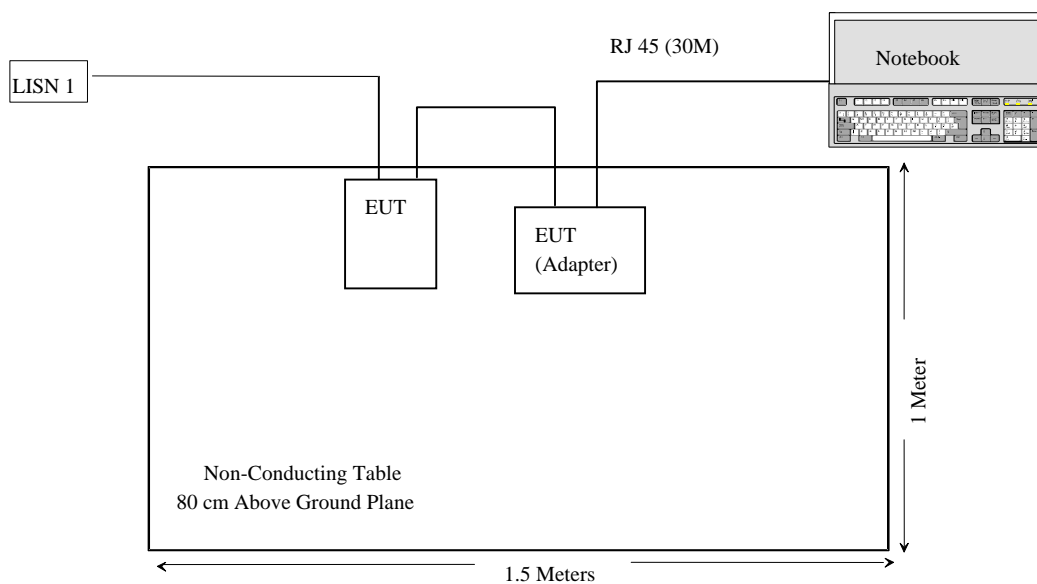 RJ 45 (30M)
Notebook
LISN 1
EUT
EUT
(Adapter)
1 Meter
Non-Conducting Table
80 cm Above Ground Plane
1.5 Meters